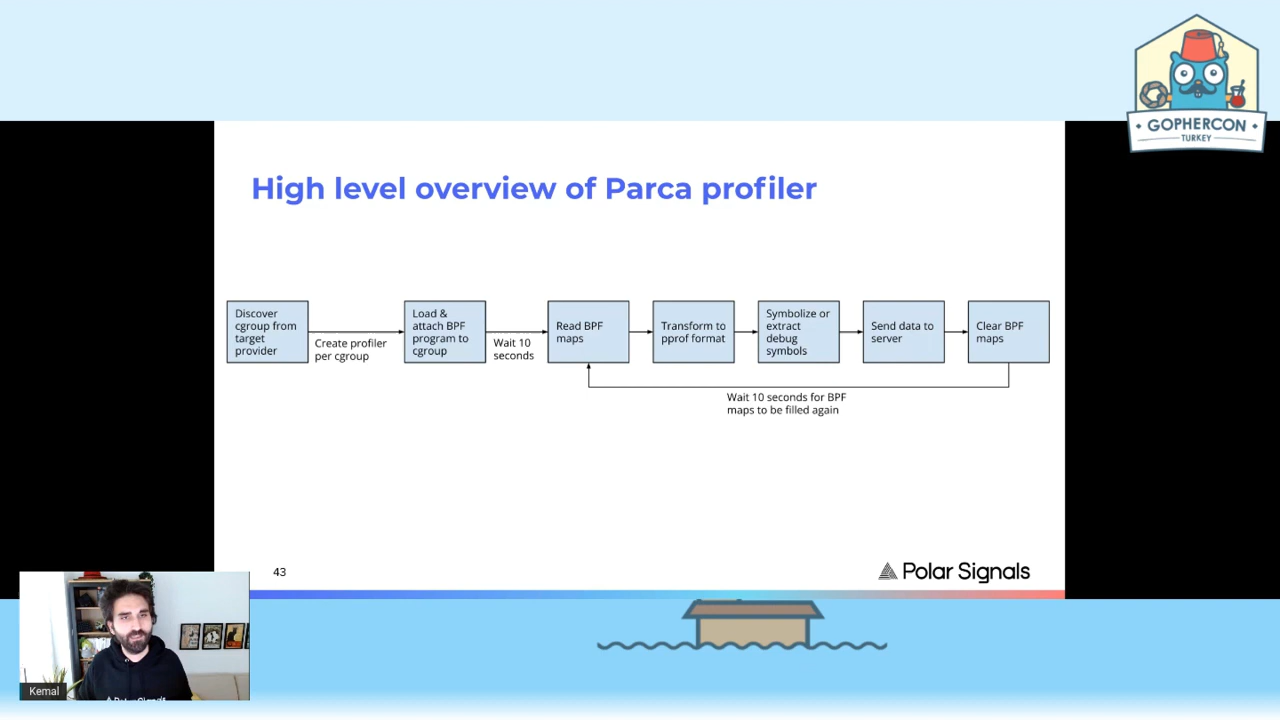 GOPHERCON
TURKEY
High level overview of Parca profiler
Discover
cgroup from
target
provider
Create profiler
per cgroup
Load &
attach BPF
program to
cgroup
Wait 10
seconds
Read BPF
maps
Transform to
pprof format
Symbolize or
extract
debug
symbols
Send data to
server
Clear BPF
maps
Wait 10 seconds for BPF
maps to be filled again
43
Polar Signals
Kemal
Polar Signals